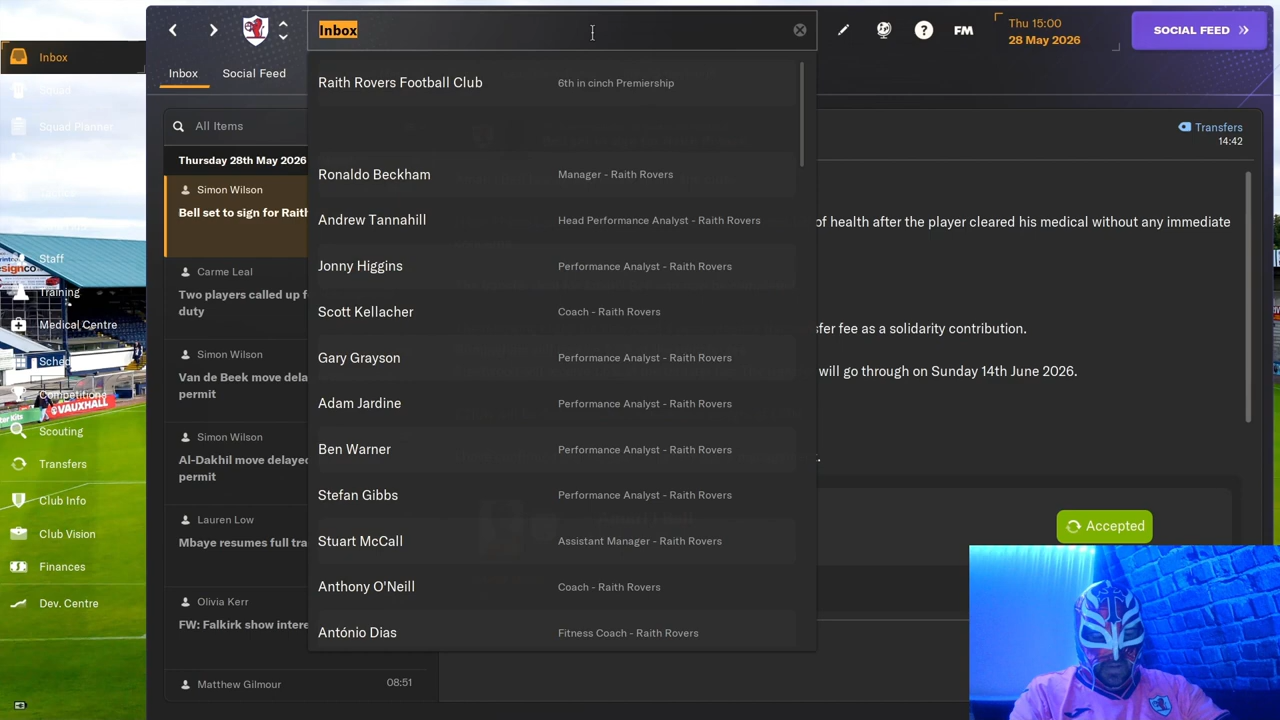 Inbox
Thu 15:00
28 May 2026
FM
SOCIAL FEED
Inbox
Squad
Squad Planner
Staff
Training
Medical Centre
Sched
Competitions
Scouting
Transfers
Club Info
Club Vision
Finances
Dev. Centre
Inbox
Social Feed
All Items
Thursday 28th May 2026
Simon Wilson
Bell set to sign for Raith
Carme Leal
Two players called up f
duty
Simon Wilson
Van de Beek move dela
permit
Simon Wilson
Al-Dakhil move delayed
permit
Lauren Low
Mbaye resumes full tra
Olivia Kerr
FW: Falkirk show intere
Matthew Gilmour 08:51
Raith Rovers Football Club 6th in cinch Premiership
Ronaldo Beckham Manager - Raith Rovers
Andrew Tannahill Head Performance Analyst - Raith Rovers
Jonny Higgins Performance Analyst - Raith Rovers
Scott Kellacher Coach - Raith Rovers
Gary Grayson Performance Analyst - Raith Rovers
Adam Jardine Performance Analyst - Raith Rovers
Ben Warner Performance Analyst - Raith Rovers
Stefan Gibbs Performance Analyst - Raith Rovers
Stuart McCall Assistant Manager - Raith Rovers
Anthony O'Neill Coach - Raith Rovers
António Dias Fitness Coach - Raith Rovers
Transfers
14:42
of health after the player cleared his medical without any immediate
sfer fee as a solidarity contribution.
will go through on Sunday 14th June 2026.
Accepted
VAUXHALL